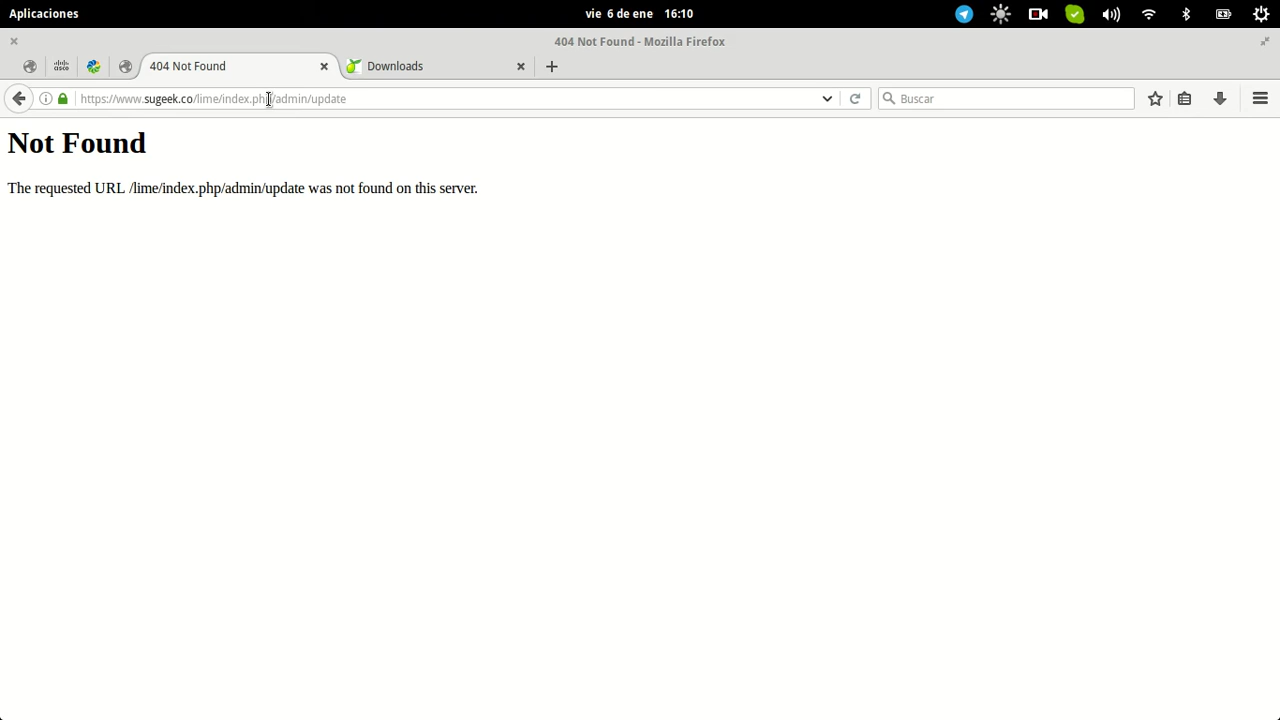 Aplicaciones
vie 6 de ene 16:10
404 Not Found - Mozilla Firefox
404 Not Found
Downloads
https://www.sugeek.co/lime/index.php/admin/update
Buscar
Not Found
The requested URL /lime/index.php/admin/update was not found on this server.